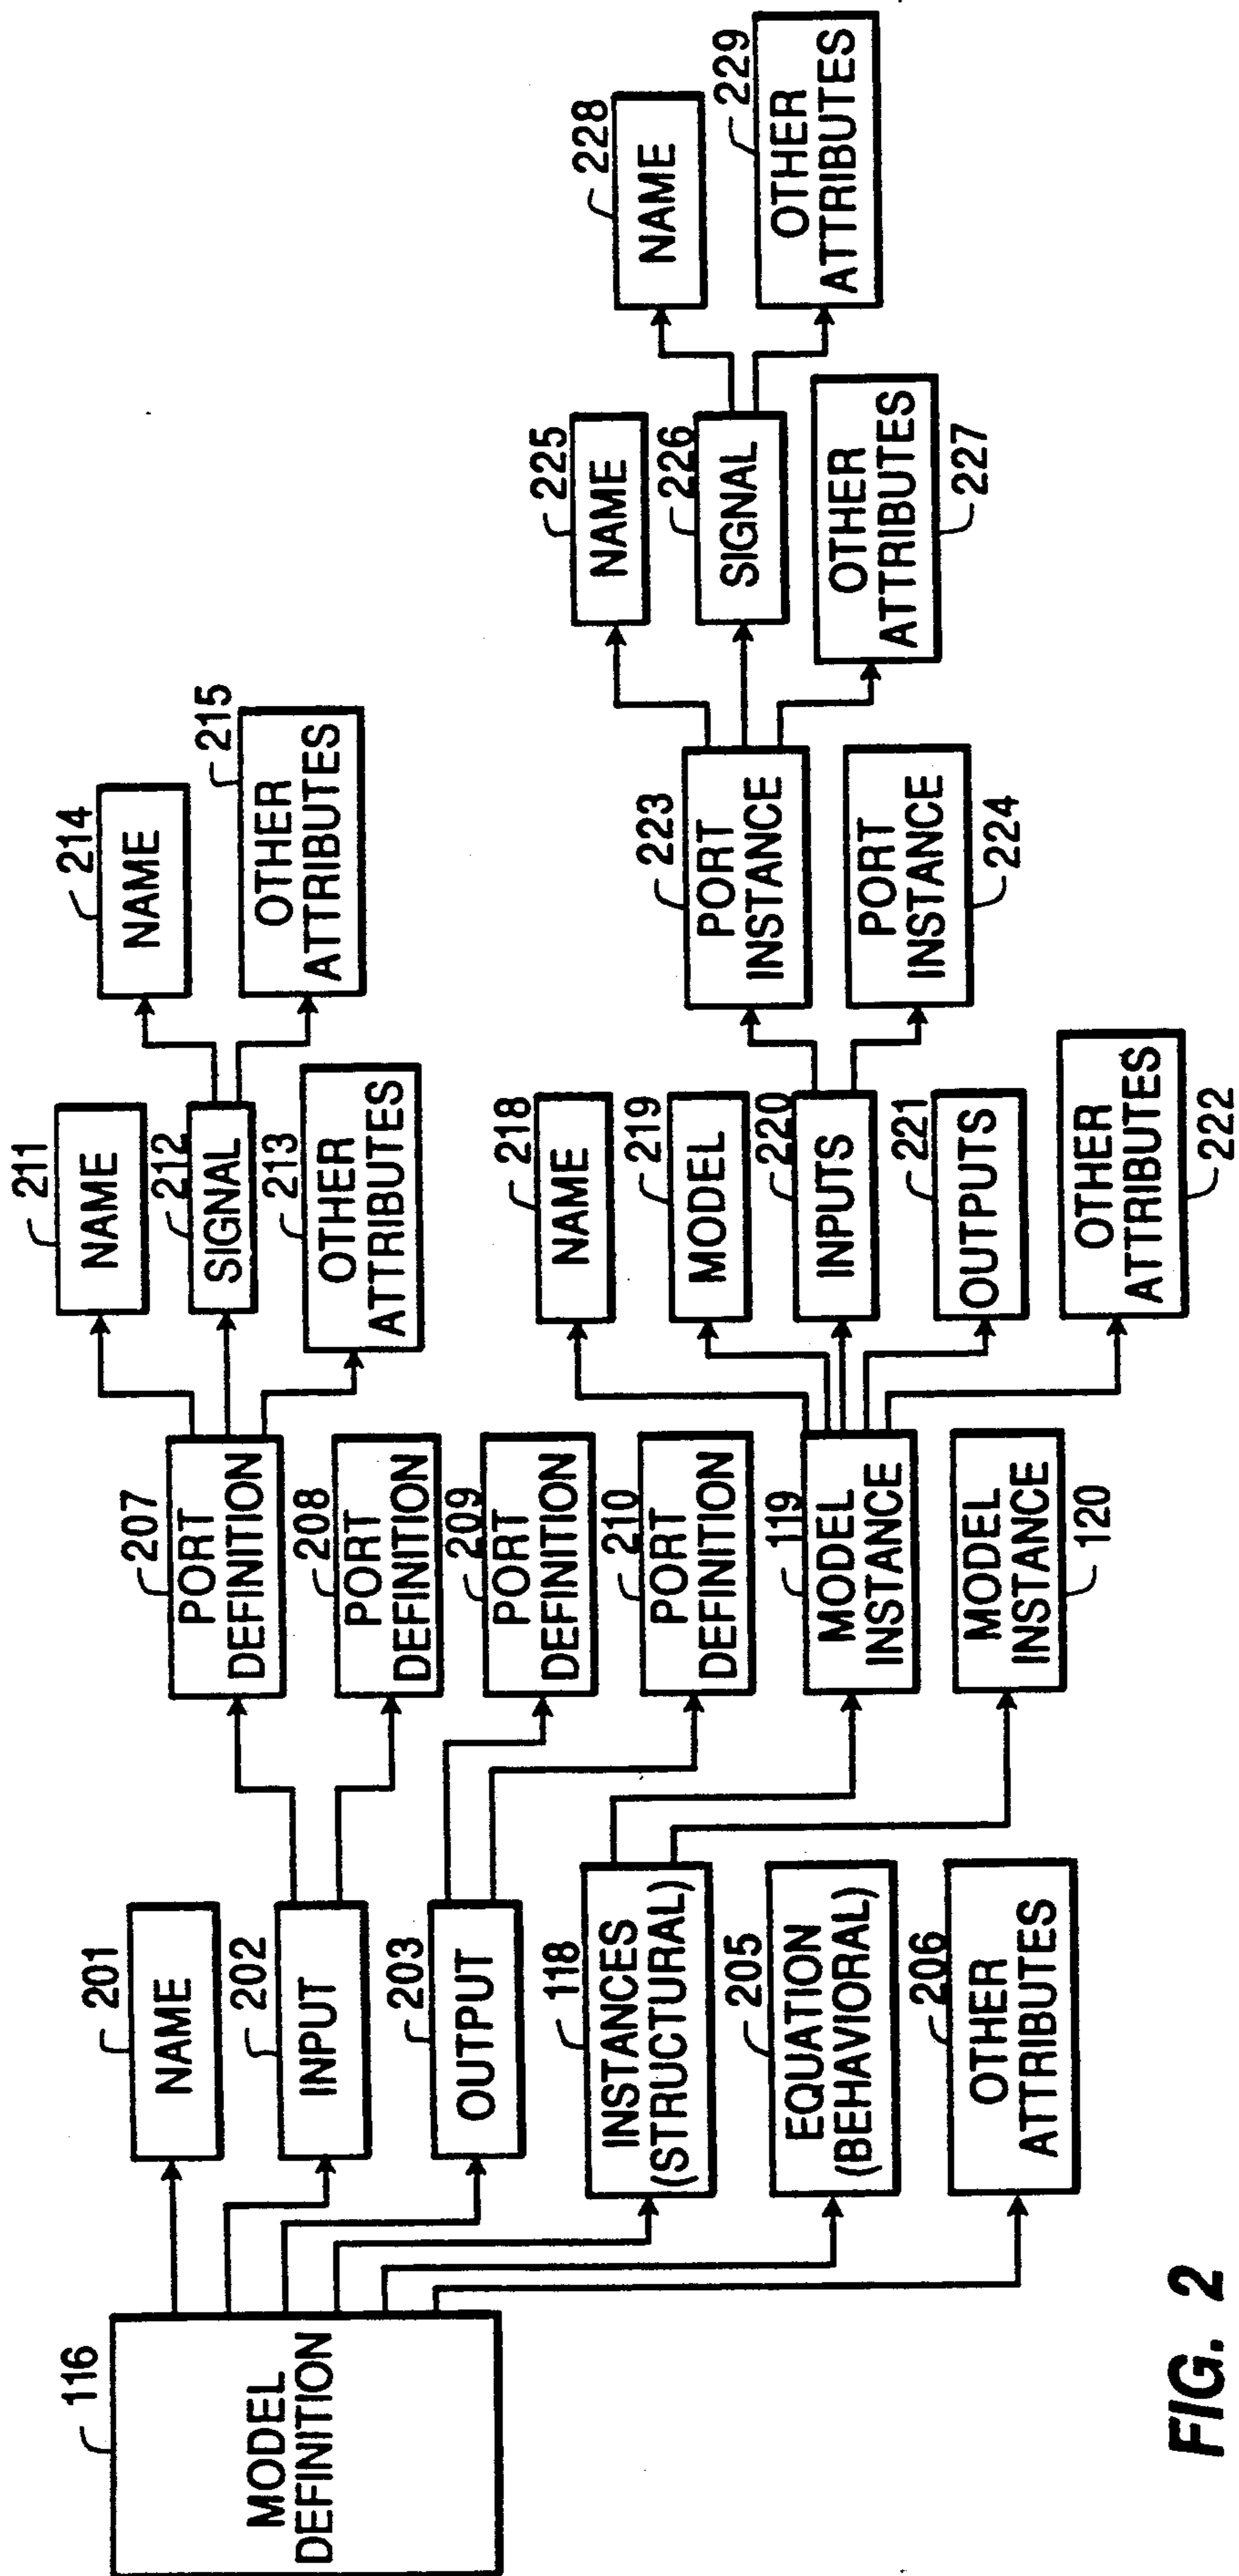 116
MODEL
DEFINITION
201
NAME
202
INPUT
203
OUTPUT
118
INSTANCES
(STRUCTURAL)
205
EQUATION
(BEHAVIORAL)
206
OTHER
ATTRIBUTES
207
PORT
DEFINITION
208
PORT
DEFINITION
209
PORT
DEFINITION
210
PORT
DEFINITION
119
MODEL
INSTANCE
MODEL
INSTANCE
120
211
NAME
212
SIGNAL
213
OTHER
ATTRIBUTES
214
NAME
215
OTHER
ATTRIBUTES
218
NAME
219
MODEL
220
INPUTS
221
OUTPUTS
OTHER
ATTRIBUTES
222
223
PORT
INSTANCE
PORT
INSTANCE
224
225
NAME
226
SIGNAL
OTHER
ATTRIBUTES
227
228
NAME
229
OTHER
ATTRIBUTES
FIG. 2